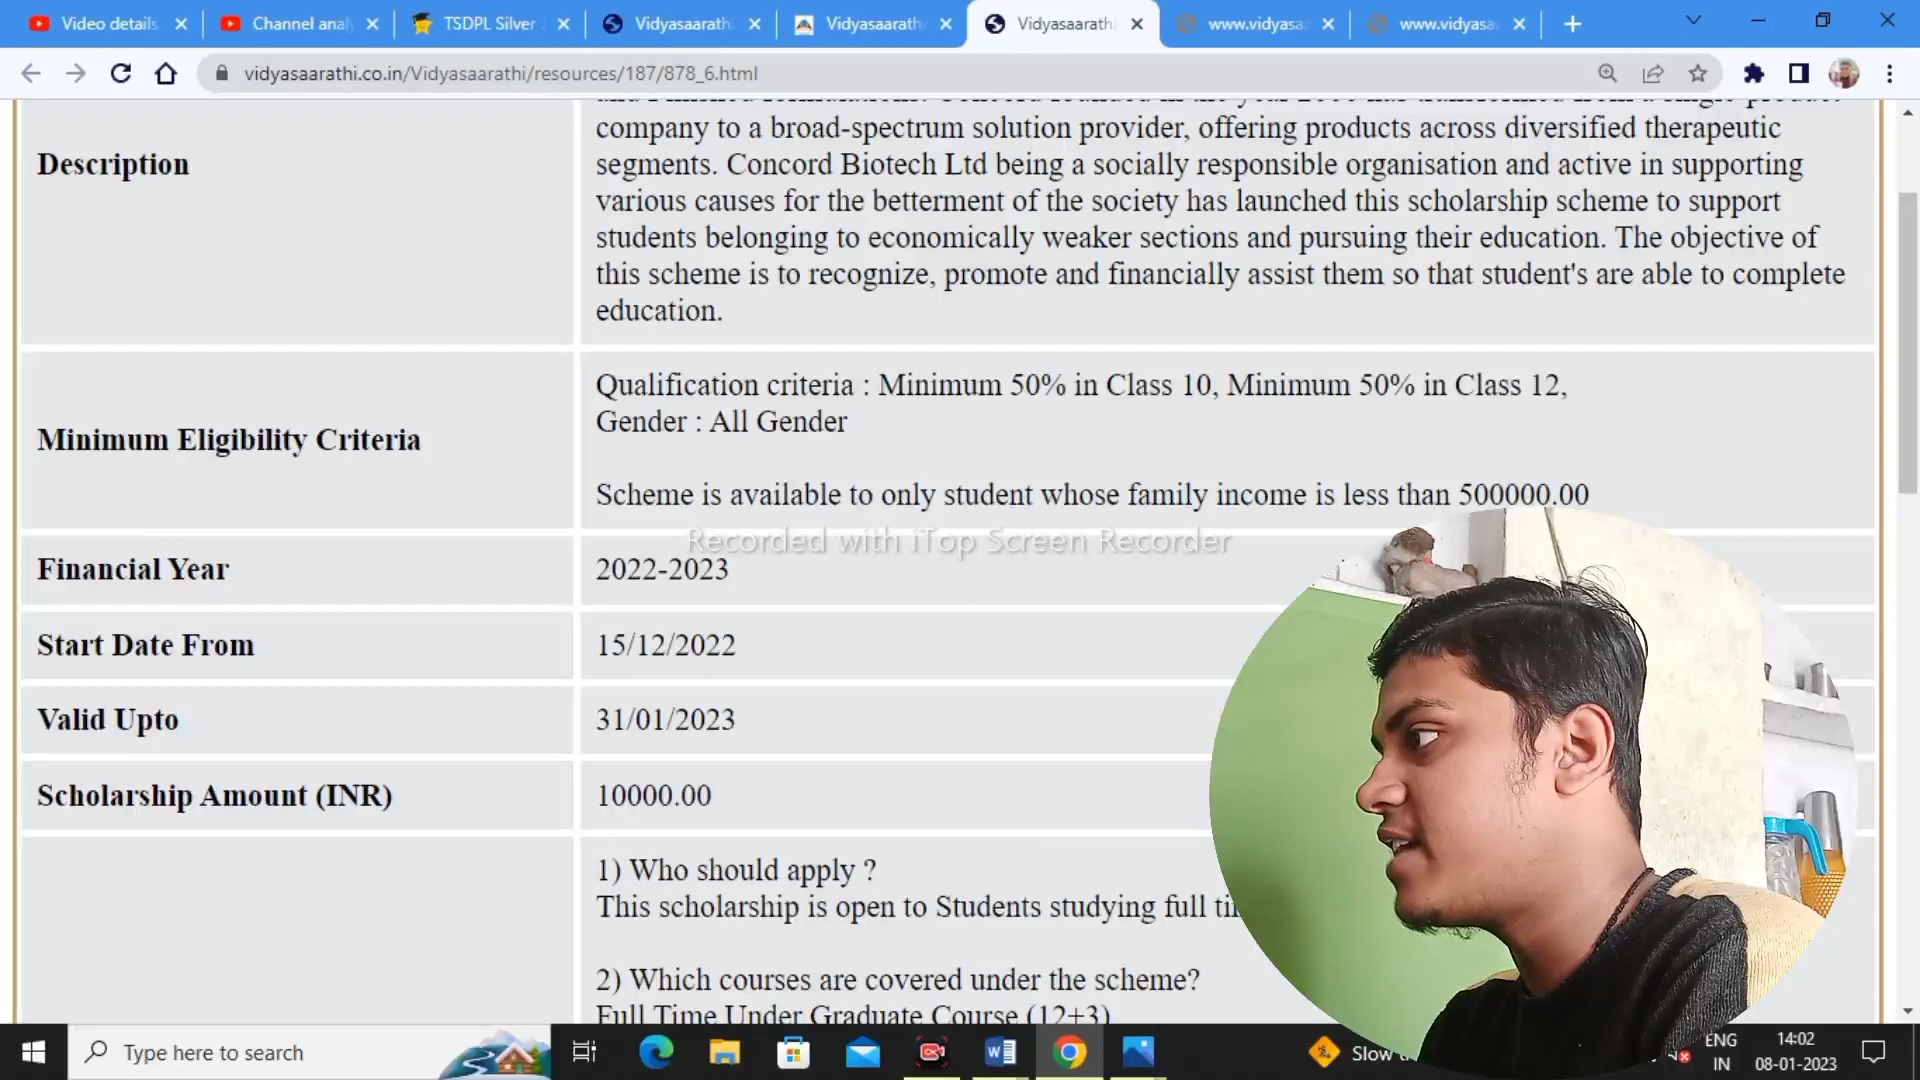 Video details
Channel anal
TSDPL Silver
Vidyasaarathi
Vidyasaarathi
Vidyasaarathi
www.vidyasa
www.vidyasa
vidyasaarathi.co.in/Vidyasaarathi/resources/187/878_6.html
company to a broad-spectrum solution provider, offering products across diversified therapeutic
segments. Concord Biotech Ltd being a socially responsible organisation and active in supporting
various causes for the betterment of the society has launched this scholarship scheme to support
students belonging to economically weaker sections and pursuing their education. The objective of
this scheme is to recognize, promote and financially assist them so that student's are able to complete
education.
Description
Minimum Eligibility Criteria
Qualification criteria : Minimum 50% in Class 10, Minimum 50% in Class 12,
Gender : All Gender
Scheme is available to only student whose family income is less than 500000.00
Recorded with iTop Screen Recorder
Financial Year
2022-2023
Start Date From
15/12/2022
Valid Upto
31/01/2023
Scholarship Amount (INR)
10000.00
1) Who should apply ?
This scholarship is open to Students studying full
2) Which courses are covered under the scheme?
Full Time Under Graduate Course (12+3)
Type here to search
Slow
ENG
IN
14:02
08-01-2023